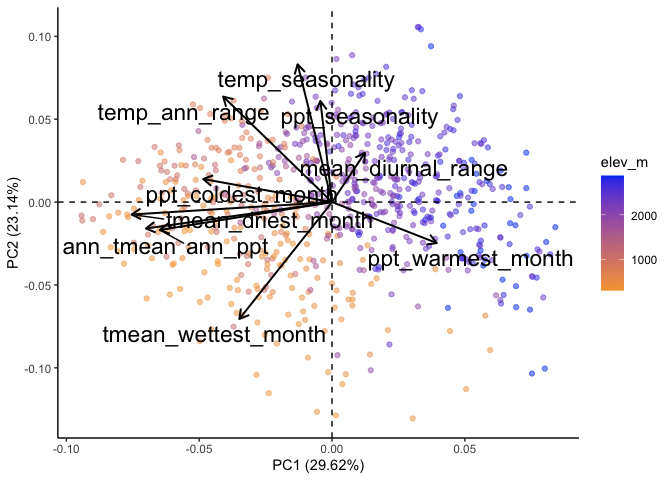 0.10
0.05
0.00
-0.05
-0.10
PC2 (23.14%)
temp_seasonality
temp_ann_range
ppt_seasonality
mean_diurnal_range
ppt_coldest_month
tmean_driest_month
ann_tmean
ann_ppt
ppt_warmest_month
tmean_wettest_month
-0.10
-0.05
0.00
0.05
PC1 (29.62%)
elev_m
2000
1000